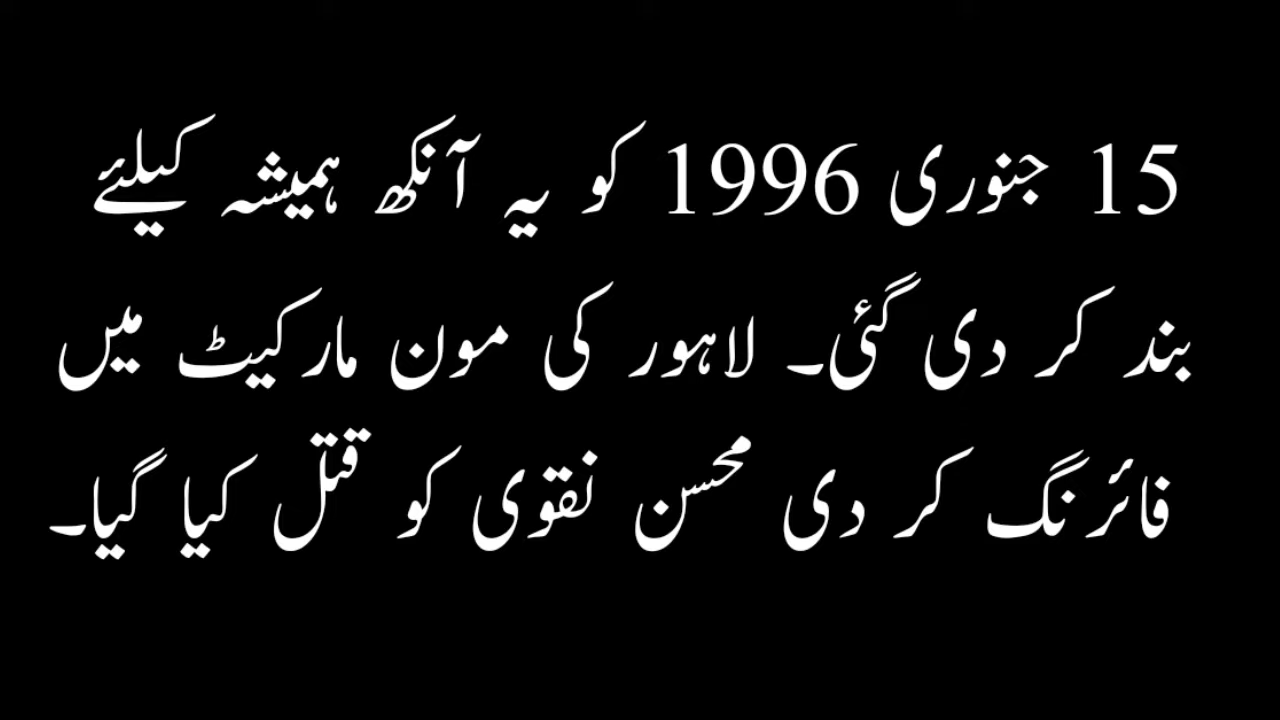 15 جنوری 1996 کو یہ آنکھ ہمیشہ کیلئے
بند کر دی گئی۔ لاہور کی مون مارکیٹ میں
فائرنگ کر دی محسن نقوی کو قتل کیا گیا۔